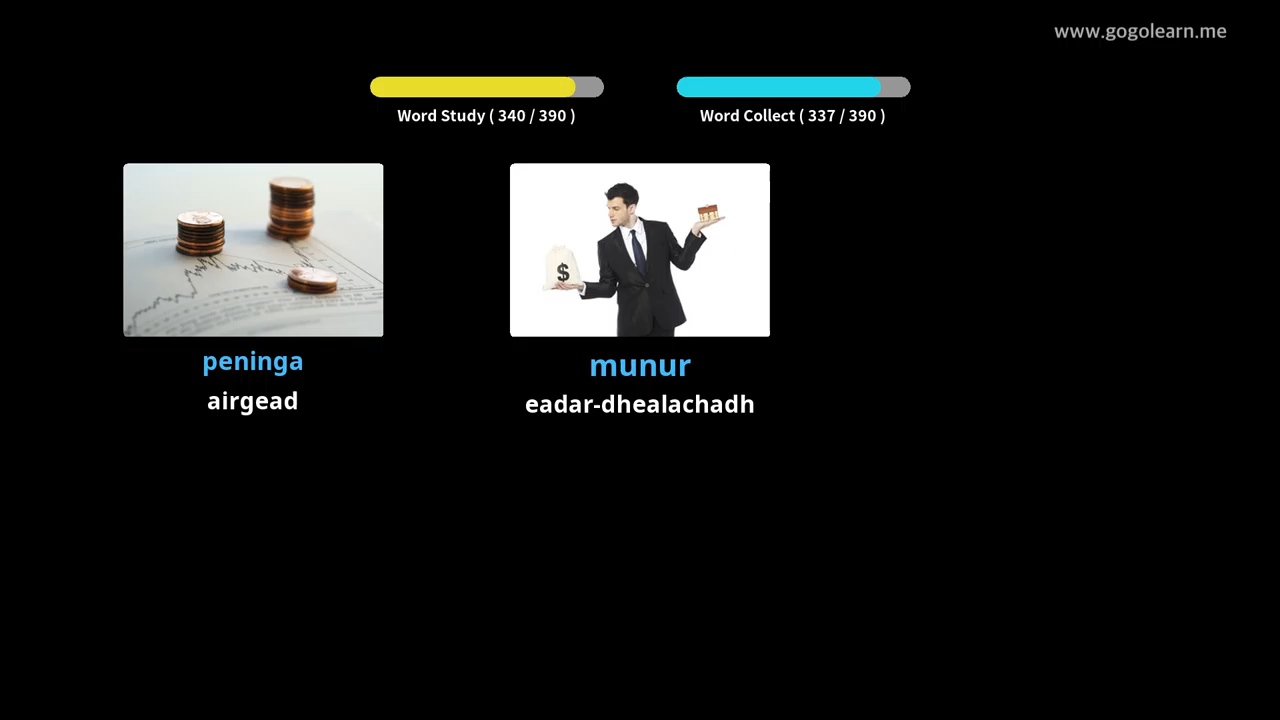 www.gogolearn.me
Word Study ( 340 / 390 )
Word Collect ( 337 / 390 )
$
peninga
munur
airgead
eadar-dhealachadh